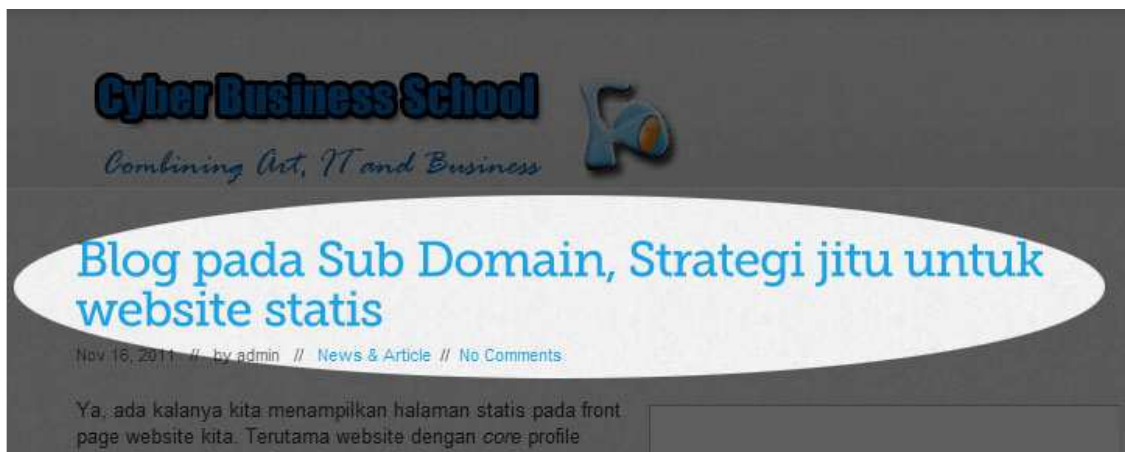 Cyber Business School
Combining Art, IT and Business
Blog pada Sub Domain, Strategi jitu untuk
website statis
Nov 16, 2011 // by admin // News & Article // No Comments
Ya, ada kalanya kita menampilkan halaman statis pada front
page website kita. Terutama website dengan core profile